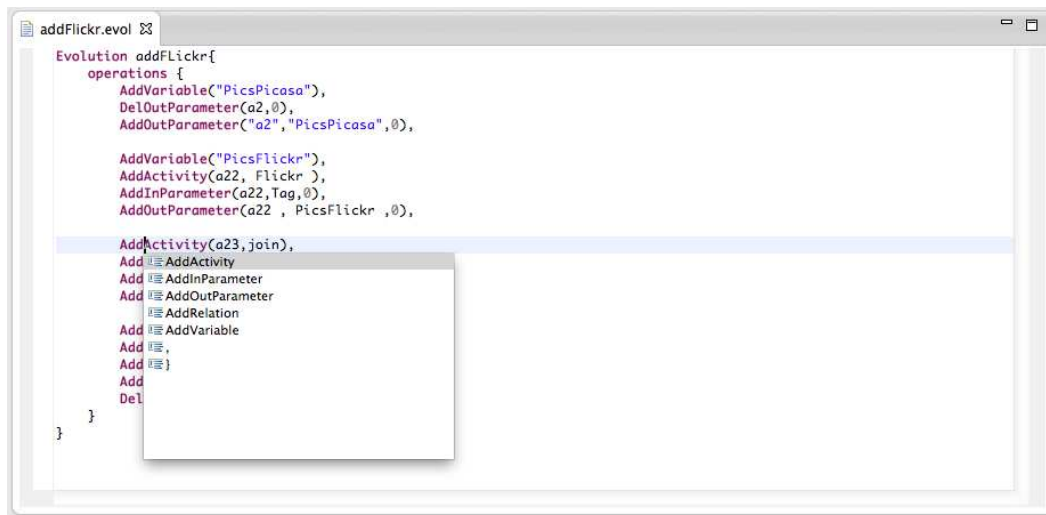 addFlickr.evol
Evolution addFLickr{
operations {
AddVariable("PicsPicasa"),
DelOutParameter(a2,0),
AddOutParameter("a2","PicsPicasa",0),
AddVariable("PicsFlickr"),
AddActivity(a22, Flickr ),
AddInParameter(a22,Tag,0),
AddOutParameter(a22 , PicsFlickr ,0),
AddActivity(a23,join),
Add AddActivity
Add AddInParameter
Add AddOutParameter
AddRelation
Add AddVariable
Add ,
Add }
Add
Del
}
}